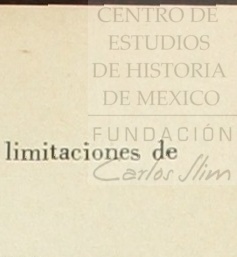 CENTRO DE
ESTUDIOS
DE HISTORIA
DE MEXICO
FUNDACIÓN
limitaciones de
Carlos Slim